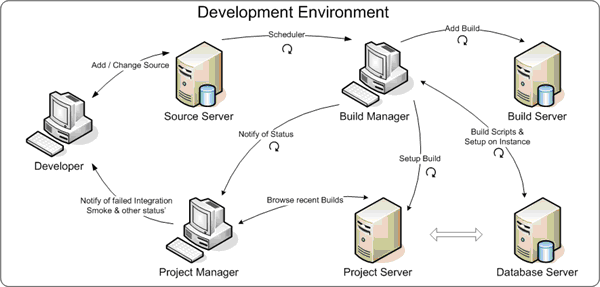 Development Environment
Scheduler
Add Build
Add / Change Source
Source Server
Build Manager
Build Server
Notify of Status
Build Scripts &
Setup on Instance
Developer
Setup Build
Notify of failed Integration
Smoke & other status'
Browse recent Builds
Project Manager
Project Server
Database Server